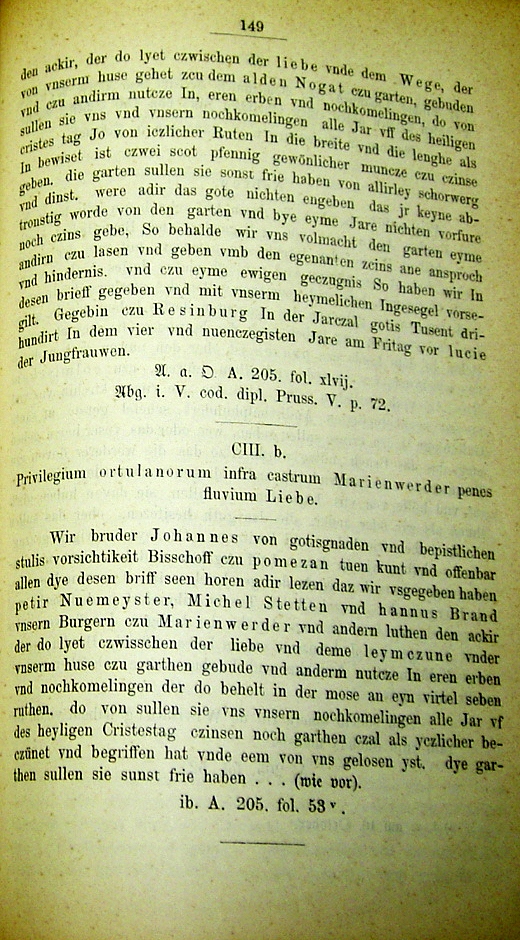 149
den ackir, der do lyet czwischen der liebe vnde dem Wege, der
von vnserm huse gehet zcu dem alden Nogat czu garten, gebuden
vnd czu andirm nutcze In, eren erben vnd nochkomelingen, do von
sullen sie vns vnd vnsern nochkomelingen alle Jar vff des heiligen
cristes tag Jo von iczlicher Ruten In die breite vnd die lenghe als
In bewiset ist czwei scot pfennig gewönlicher muncze czu czinse
geben. die garten sullen sie sonst frie haben von allirley schorwerg
vnd dinst. were adir das gote nichten engeben das jr keyne ab-
tronstig worde von den garten vnd bye eyme Jare nichten vorfure
noch czins gebe, So behalde wir vns volmacht den garten eyme
andirn czu lasen vnd geben vmb den egenanten zcins ane ansproch
vnd hindernis. vnd czu eyme ewigen geczugnis So haben wir In
desen brieff gegeben vnd mit vnserm heymelichen Ingesegel vorse-
gilt. Gegebin czu Resinburg In der Jarczal gotis Tusent dri-
hundirt In dem vier vnd nuenczegisten Jare am Fritag vor lucie
der Jungfrauwen.
A. a. O A. 205. fol. xlvij.
Abg. i. V. cod. dipl. Pruss. V. p. 72.
CIII. b.
Privilegium ortulanorum infra castrum Marienwerder penes
fluvium Liebe.
Wir bruder Johannes von gotisgnaden vnd bepistlichen
stulis vorsichtikeit Bisschoff czu pomezan tuen kunt vnd offenbar
allen dye desen briff seen horen adir lezen daz wir vsgegeben haben
petir Nuemeyster, Michel Stetten vnd hannus Brand
vnsern Burgern czu Marienwerder vnd andern luthen den ackir
der do lyet czwisschen der liebe vnd deme leymczune vnder
vnserm huse czu garthen gebude vnd anderm nutcze In eren erben
vnd nochkomelingen der do behelt in der mose an eyn virtel seben
ruthen. do von sullen sie vns vnsern nochkomelingen alle Jar vf
des heyligen Cristestag czinsen noch garthen czal als yczlicher be-
czünet vnd begriffen hat vnde eem von vns gelosen yst. dye gar-
then sullen sie sunst frie haben . . . (wie vor).
ib. A. 205. fol. 53 v.